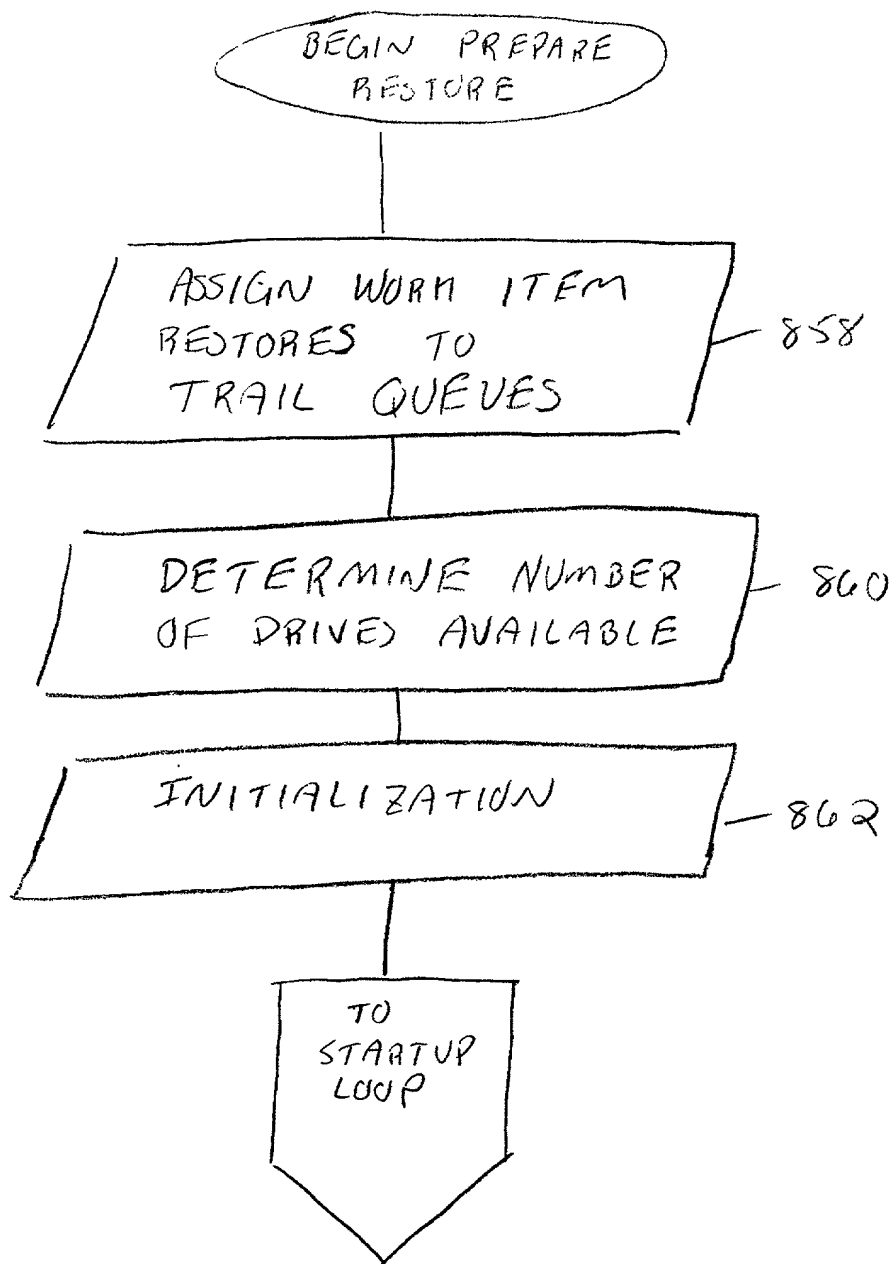 BEGIN PREPARE
RESTORE
ASSIGN WORK ITEM
RESTORES TO
TRAIL QUEUES
858
DETERMINE NUMBER
OF DRIVES AVAILABLE
860
INITIALIZATION
862
TO
STARTUP
LOOP